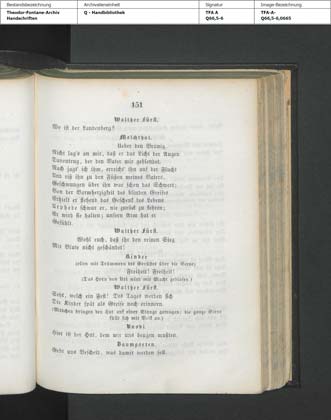 Bestandsbezeichnung
Archivalieneinheit
Signatur
Image-Bezeichnung
Theodor-Fontane-Archiv
Handschriften
Q - Handbibliothek
TFA A
Q66,5-6
TFA-A-
Q66,5-6,0665
451
Walther Fürst.
Wo ist der Landenberg?
Melchthal.
Ueber den Brünig.
Nicht lag's an mir, daß er das Licht der Augen
Davontrug, der den Vater mir geblendet.
Nach jagt' ich ihm, erreicht' ihn auf der Flucht
Und riß ihn zu den Füßen meines Vaters.
Geschwungen über ihm war schon das Schwert;
Von der Barmherzigkeit des blinden Greises
Erhielt er flehend das Geschenk des Lebens
Urphede schwur er, nie zurück zu kehren;
Er wird sie halten; unsern Arm hat er
Gefühlt.
Walther Fürst.
Wohl euch, daß ihr den reinen Sieg
Mit Blute nicht geschändet!
Kinder
(eilen mit Trümmern des Gerüstes über die Scene)
Freiheit! Freiheit!
(Das Horn von Uri wird mit Macht geblasen.)
Walther Fürst.
Seht, welch ein Fest! Des Tages werden sich
Die Kinder spät als Greise noch erinnern.
(Mädchen bringen den Hut auf einer Stange getragen; die ganze Scene
füllt sich mit Volk an.)
Ruodi.
Hier ist der Hut, dem wir uns beugen mußten.
Baumgarten.
Gebt uns Bescheid, was damit werden soll.